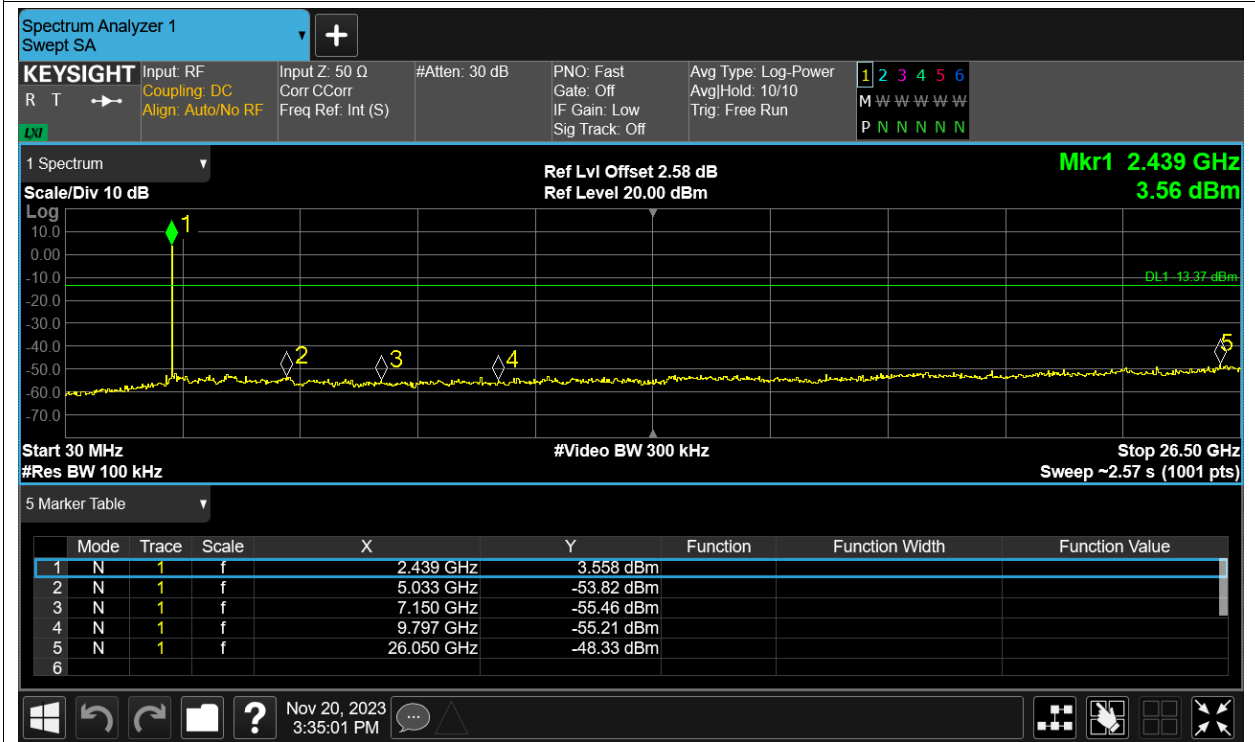 Spectrum Analyzer 1
Swept SA
+
KEYSIGHT
R T
LXI
Input: RF
Coupling: DC
Align: Auto/No RF
Input Z: 50 Ω
Corr CCorr
Freq Ref: Int (S)
#Atten: 30 dB
PNO: Fast
Gate: Off
IF Gain: Low
Sig Track: Off
Avg Type: Log-Power
Avg|Hold: 10/10
Trig: Free Run
1 2 3 4 5 6
M W W W W W
P N N N N N
1 Spectrum
Scale/Div 10 dB
Ref Lvl Offset 2.58 dB
Ref Level 20.00 dBm
Mkr1 2.439 GHz
3.56 dBm
Log
10.0
0.00
-10.0
-20.0
-30.0
-40.0
-50.0
-60.0
-70.0
1
2
3
4
5
DL1 -13.37 dBm
Start 30 MHz
#Video BW 300 kHz
Stop 26.50 GHz
#Res BW 100 kHz
Sweep ~2.57 s (1001 pts)
5 Marker Table
Mode Trace Scale X Y Function Function Width Function Value
1 N 1 f 2.439 GHz 3.558 dBm
2 N 1 f 5.033 GHz -53.82 dBm
3 N 1 f 7.150 GHz -55.46 dBm
4 N 1 f 9.797 GHz -55.21 dBm
5 N 1 f 26.050 GHz -48.33 dBm
6
?
Nov 20, 2023
3:35:01 PM